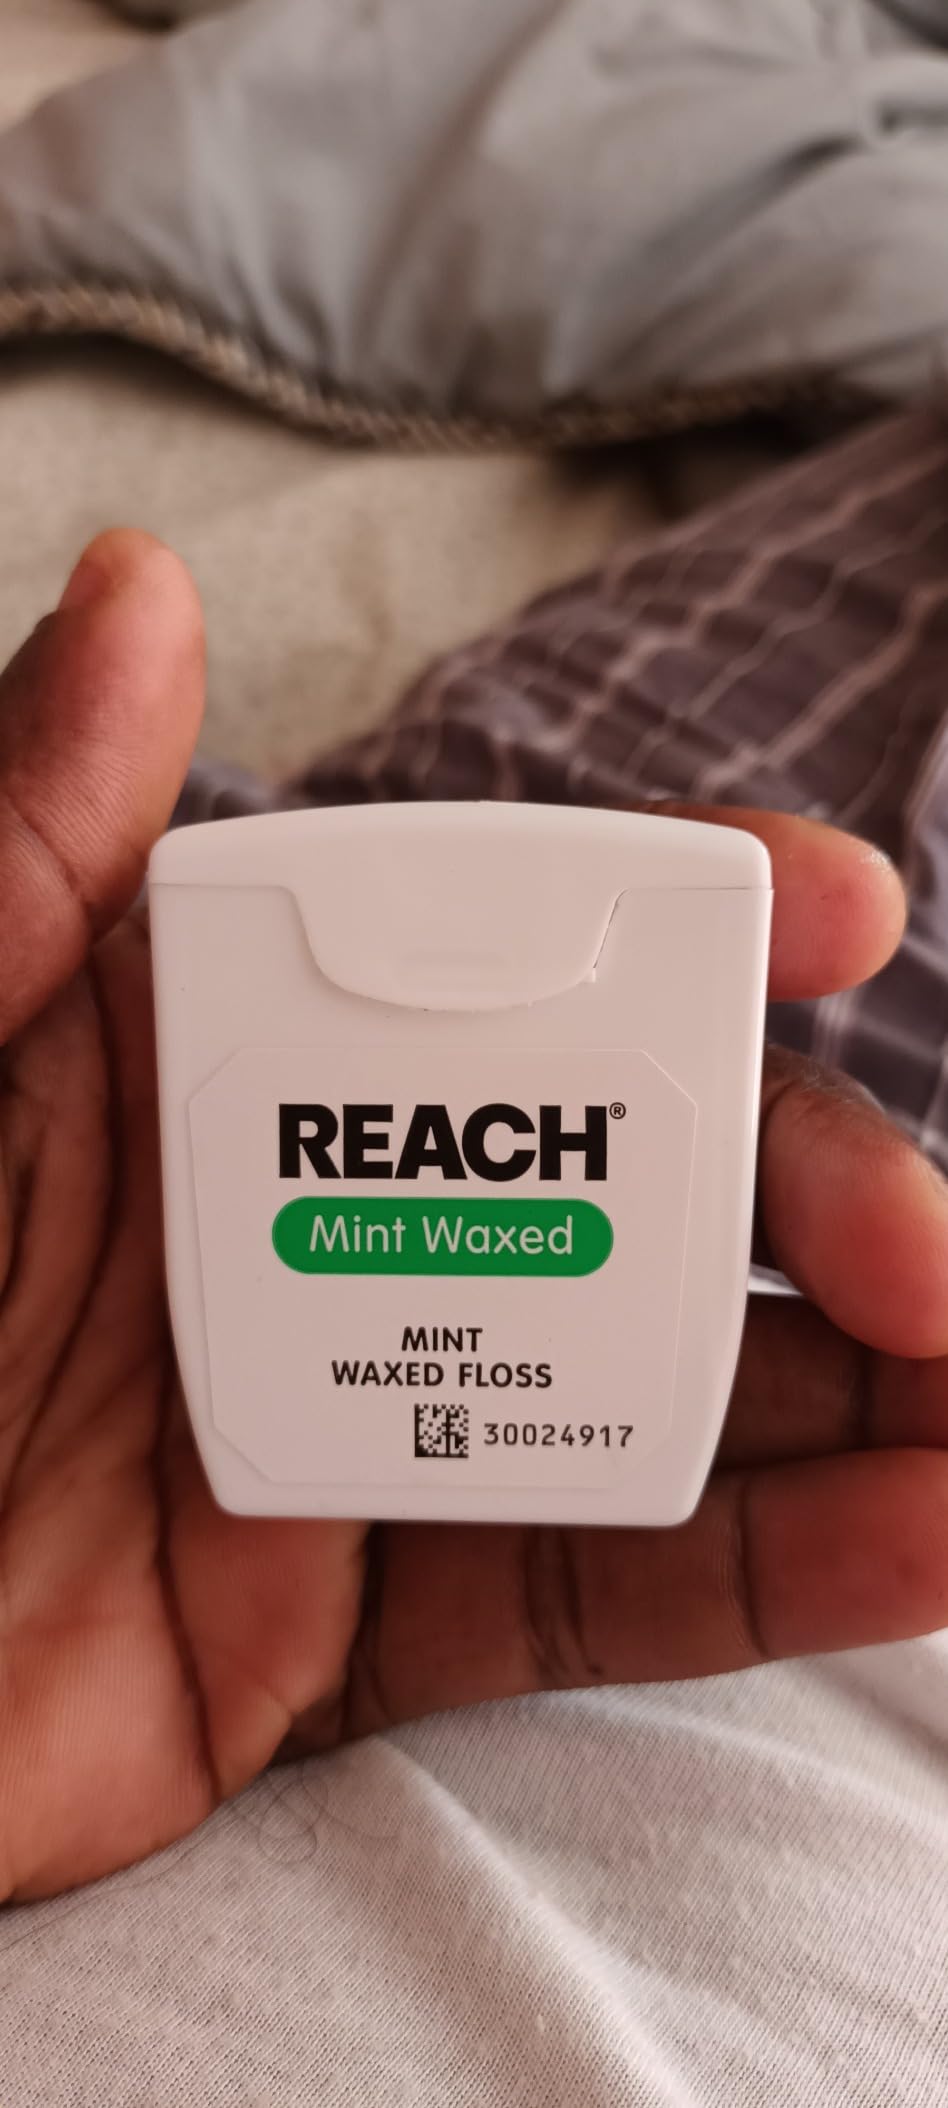 REACH®
Mint Waxed
MINT
WAXED FLOSS
30024917